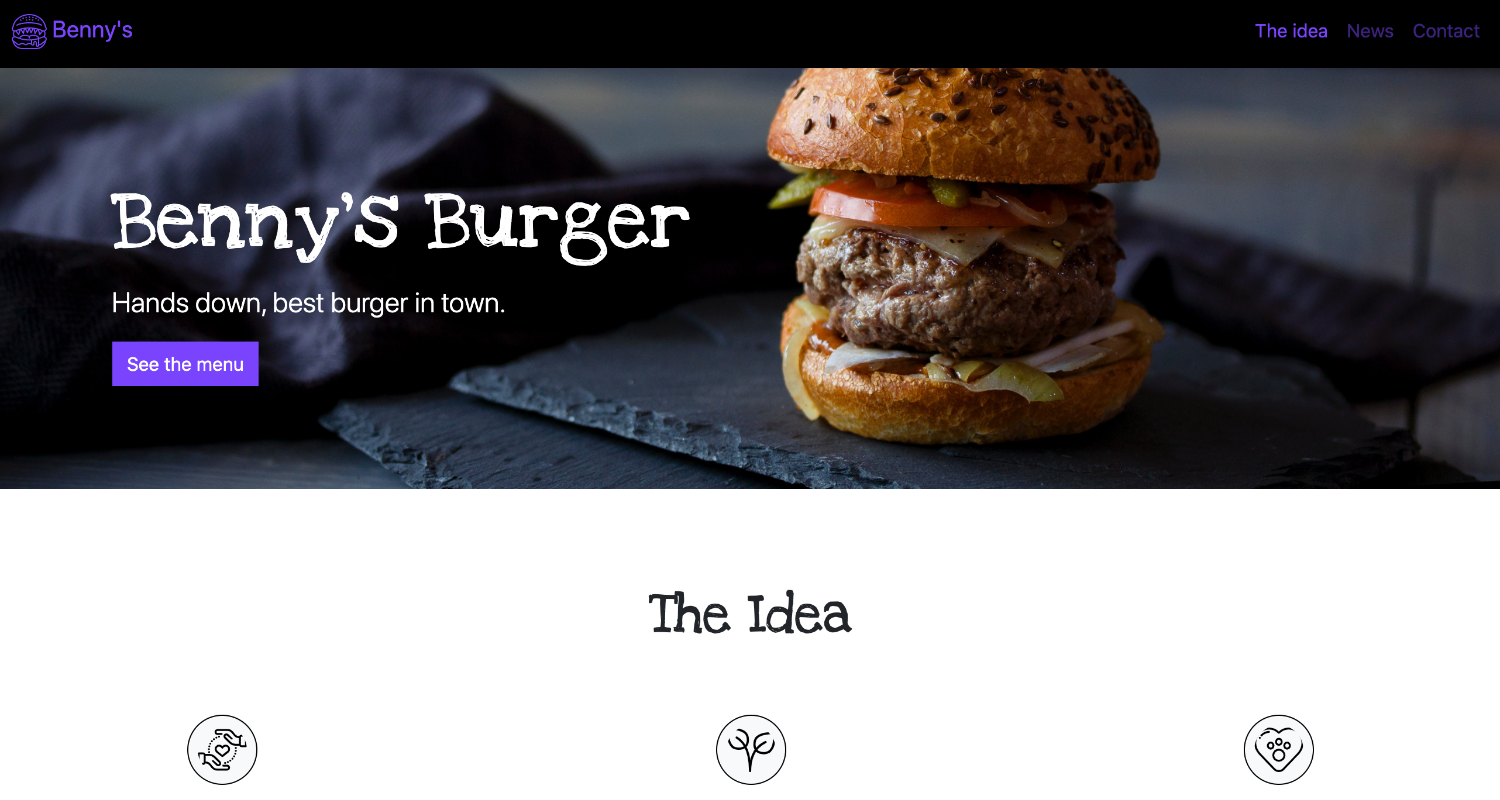 Benny's
The idea News Contact
Benny's Burger
Hands down, best burger in town.
See the menu
The Idea